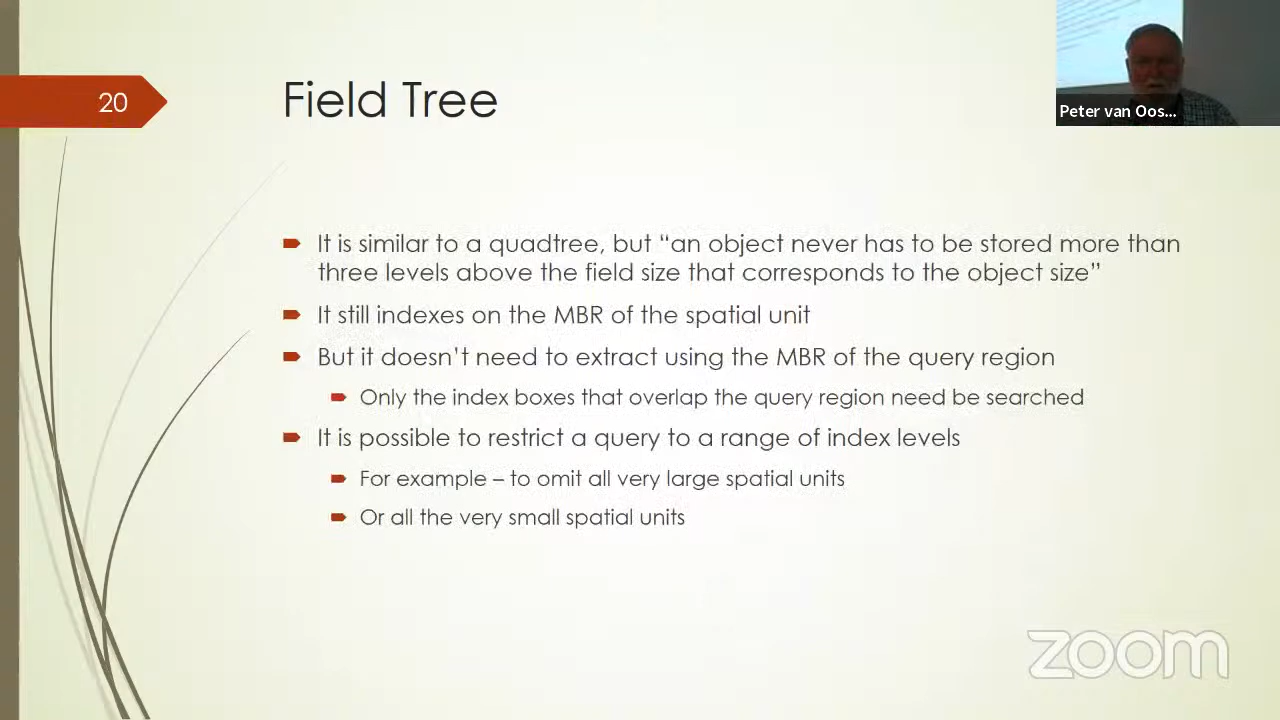 20
Field Tree
Peter van Oos...
It is similar to a quadtree, but “an object never has to be stored more than
three levels above the field size that corresponds to the object size”
It still indexes on the MBR of the spatial unit
But it doesn’t need to extract using the MBR of the query region
Only the index boxes that overlap the query region need be searched
It is possible to restrict a query to a range of index levels
For example – to omit all very large spatial units
Or all the very small spatial units
zoom